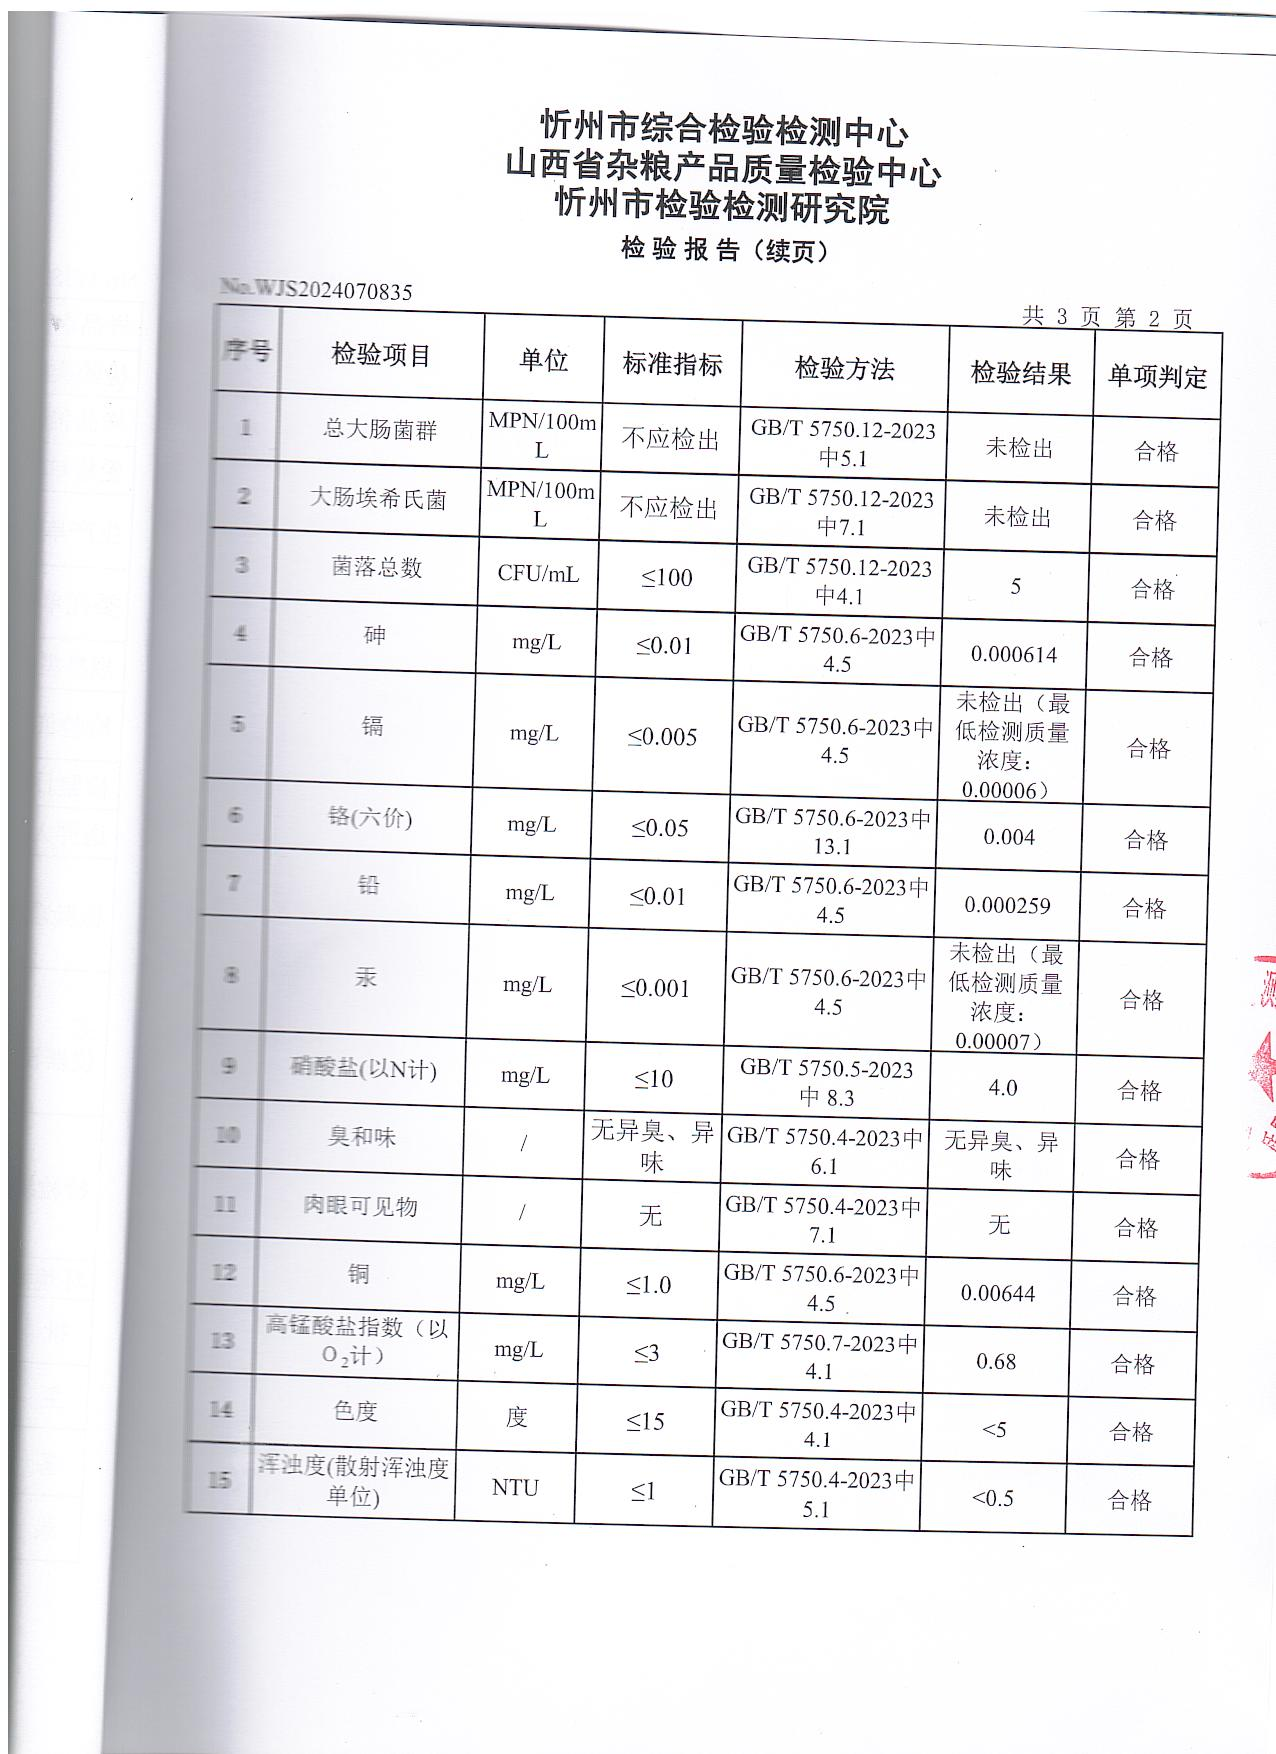 忻州市综合检验检测中心
山西省杂粮产品质量检验中心
忻州市检验检测研究院
检 验 报 告（续页）
No.WJS2024070835
共 3 页 第 2 页
序号 检验项目 单位 标准指标 检验方法 检验结果 单项判定
1 总大肠菌群 MPN/100m
L 不应检出 GB/T 5750.12-2023
中5.1 未检出 合格
2 大肠埃希氏菌 MPN/100m
L 不应检出 GB/T 5750.12-2023
中7.1 未检出 合格
3 菌落总数 CFU/mL ≤100 GB/T 5750.12-2023
中4.1 5 合格
4 砷 mg/L ≤0.01 GB/T 5750.6-2023中
4.5 0.000614 合格
5 镉 mg/L ≤0.005 GB/T 5750.6-2023中
4.5 未检出（最
低检测质量
浓度：
0.00006） 合格
6 铬(六价) mg/L ≤0.05 GB/T 5750.6-2023中
13.1 0.004 合格
7 铅 mg/L ≤0.01 GB/T 5750.6-2023中
4.5 0.000259 合格
8 汞 mg/L ≤0.001 GB/T 5750.6-2023中
4.5 未检出（最
低检测质量
浓度：
0.00007） 合格
9 硝酸盐(以N计) mg/L ≤10 GB/T 5750.5-2023
中 8.3 4.0 合格
10 臭和味 / 无异臭、异
味 GB/T 5750.4-2023中
6.1 无异臭、异
味 合格
11 肉眼可见物 / 无 GB/T 5750.4-2023中
7.1 无 合格
12 铜 mg/L ≤1.0 GB/T 5750.6-2023中
4.5 0.00644 合格
13 高锰酸盐指数（以
O₂计） mg/L ≤3 GB/T 5750.7-2023中
4.1 0.68 合格
14 色度 度 ≤15 GB/T 5750.4-2023中
4.1 <5 合格
15 浑浊度(散射浑浊度
单位) NTU ≤1 GB/T 5750.4-2023中
5.1 <0.5 合格
测